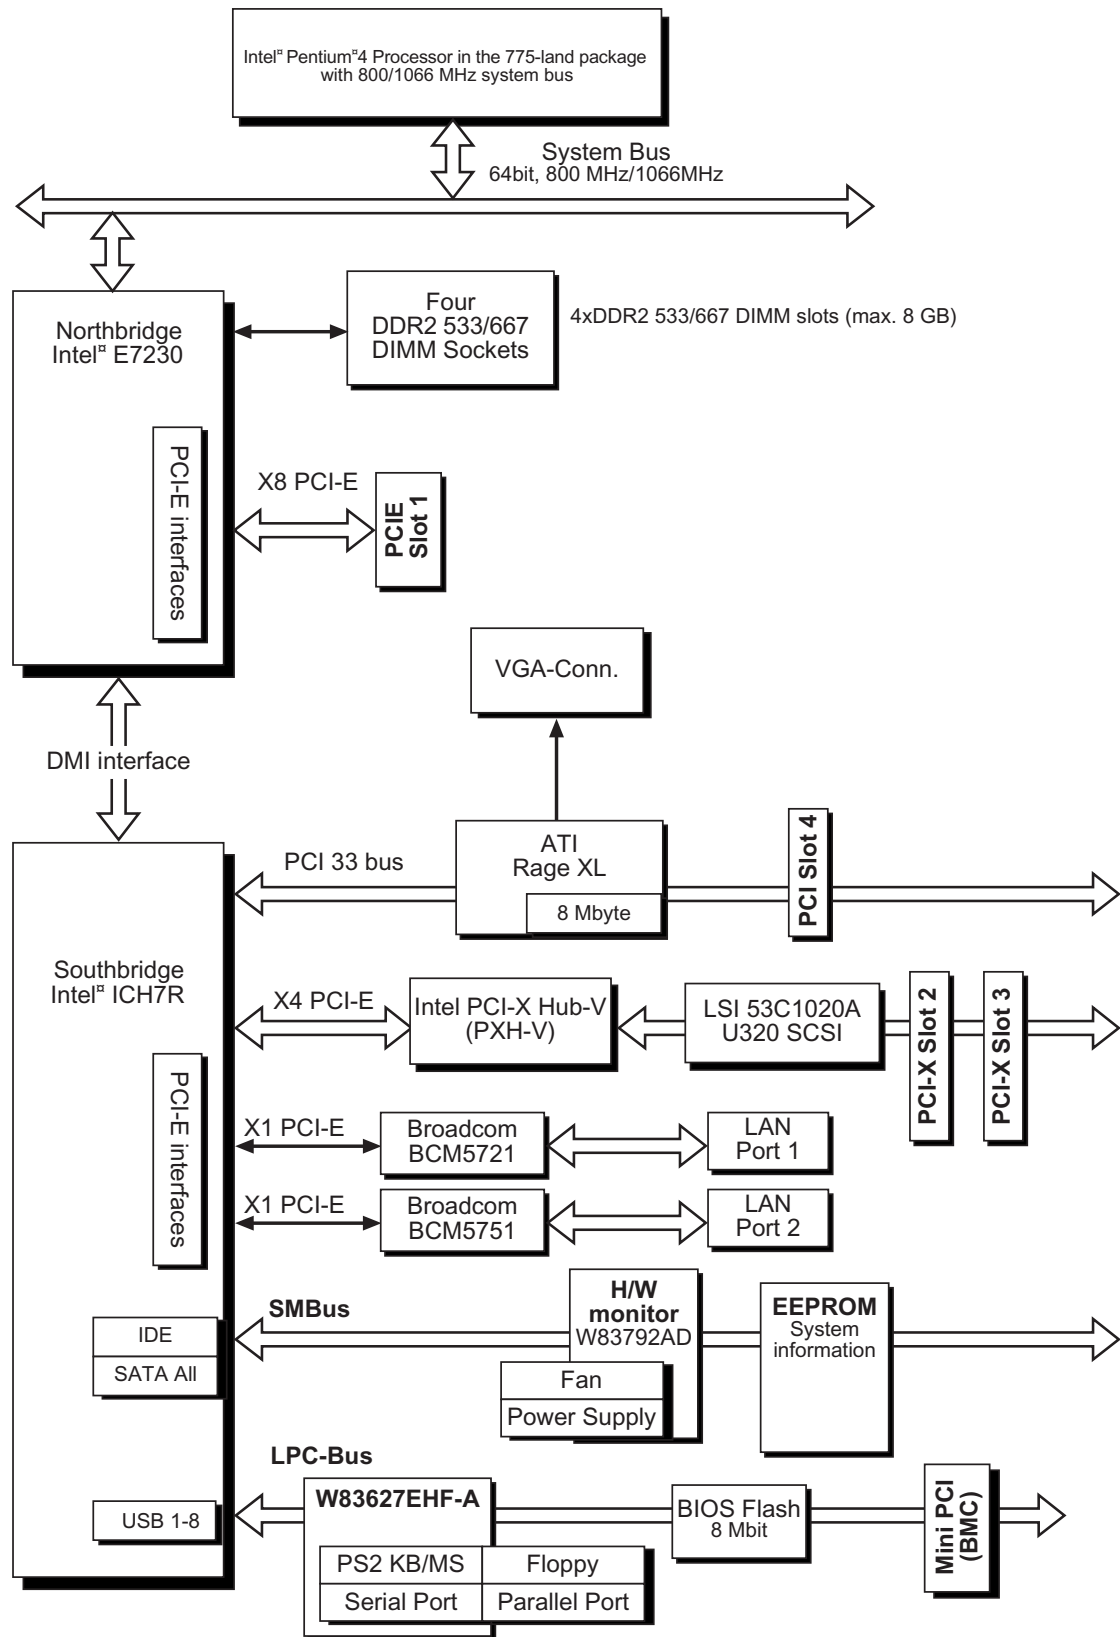 Intel¤ Pentium¤4 Processor in the 775-land package
with 800/1066 MHz system bus
System Bus
64bit, 800 MHz/1066MHz
Northbridge
Intel¤ E7230
Four
DDR2 533/667
DIMM Sockets
4xDDR2 533/667 DIMM slots (max. 8 GB)
PCI-E interfaces
X8 PCI-E
PCIE
Slot 1
VGA-Conn.
DMI interface
PCI 33 bus
ATI
Rage XL
8 Mbyte
PCI Slot 4
Southbridge
Intel¤ ICH7R
X4 PCI-E
Intel PCI-X Hub-V
(PXH-V)
LSI 53C1020A
U320 SCSI
PCI-X Slot 2
PCI-X Slot 3
PCI-E interfaces
X1 PCI-E
Broadcom
BCM5721
LAN
Port 1
X1 PCI-E
Broadcom
BCM5751
LAN
Port 2
SMBus
H/W
monitor
W83792AD
Fan
Power Supply
EEPROM
System
information
IDE
SATA All
LPC-Bus
W83627EHF-A
PS2 KB/MS
Floppy
Serial Port
Parallel Port
BIOS Flash
8 Mbit
Mini PCI
(BMC)
USB 1-8